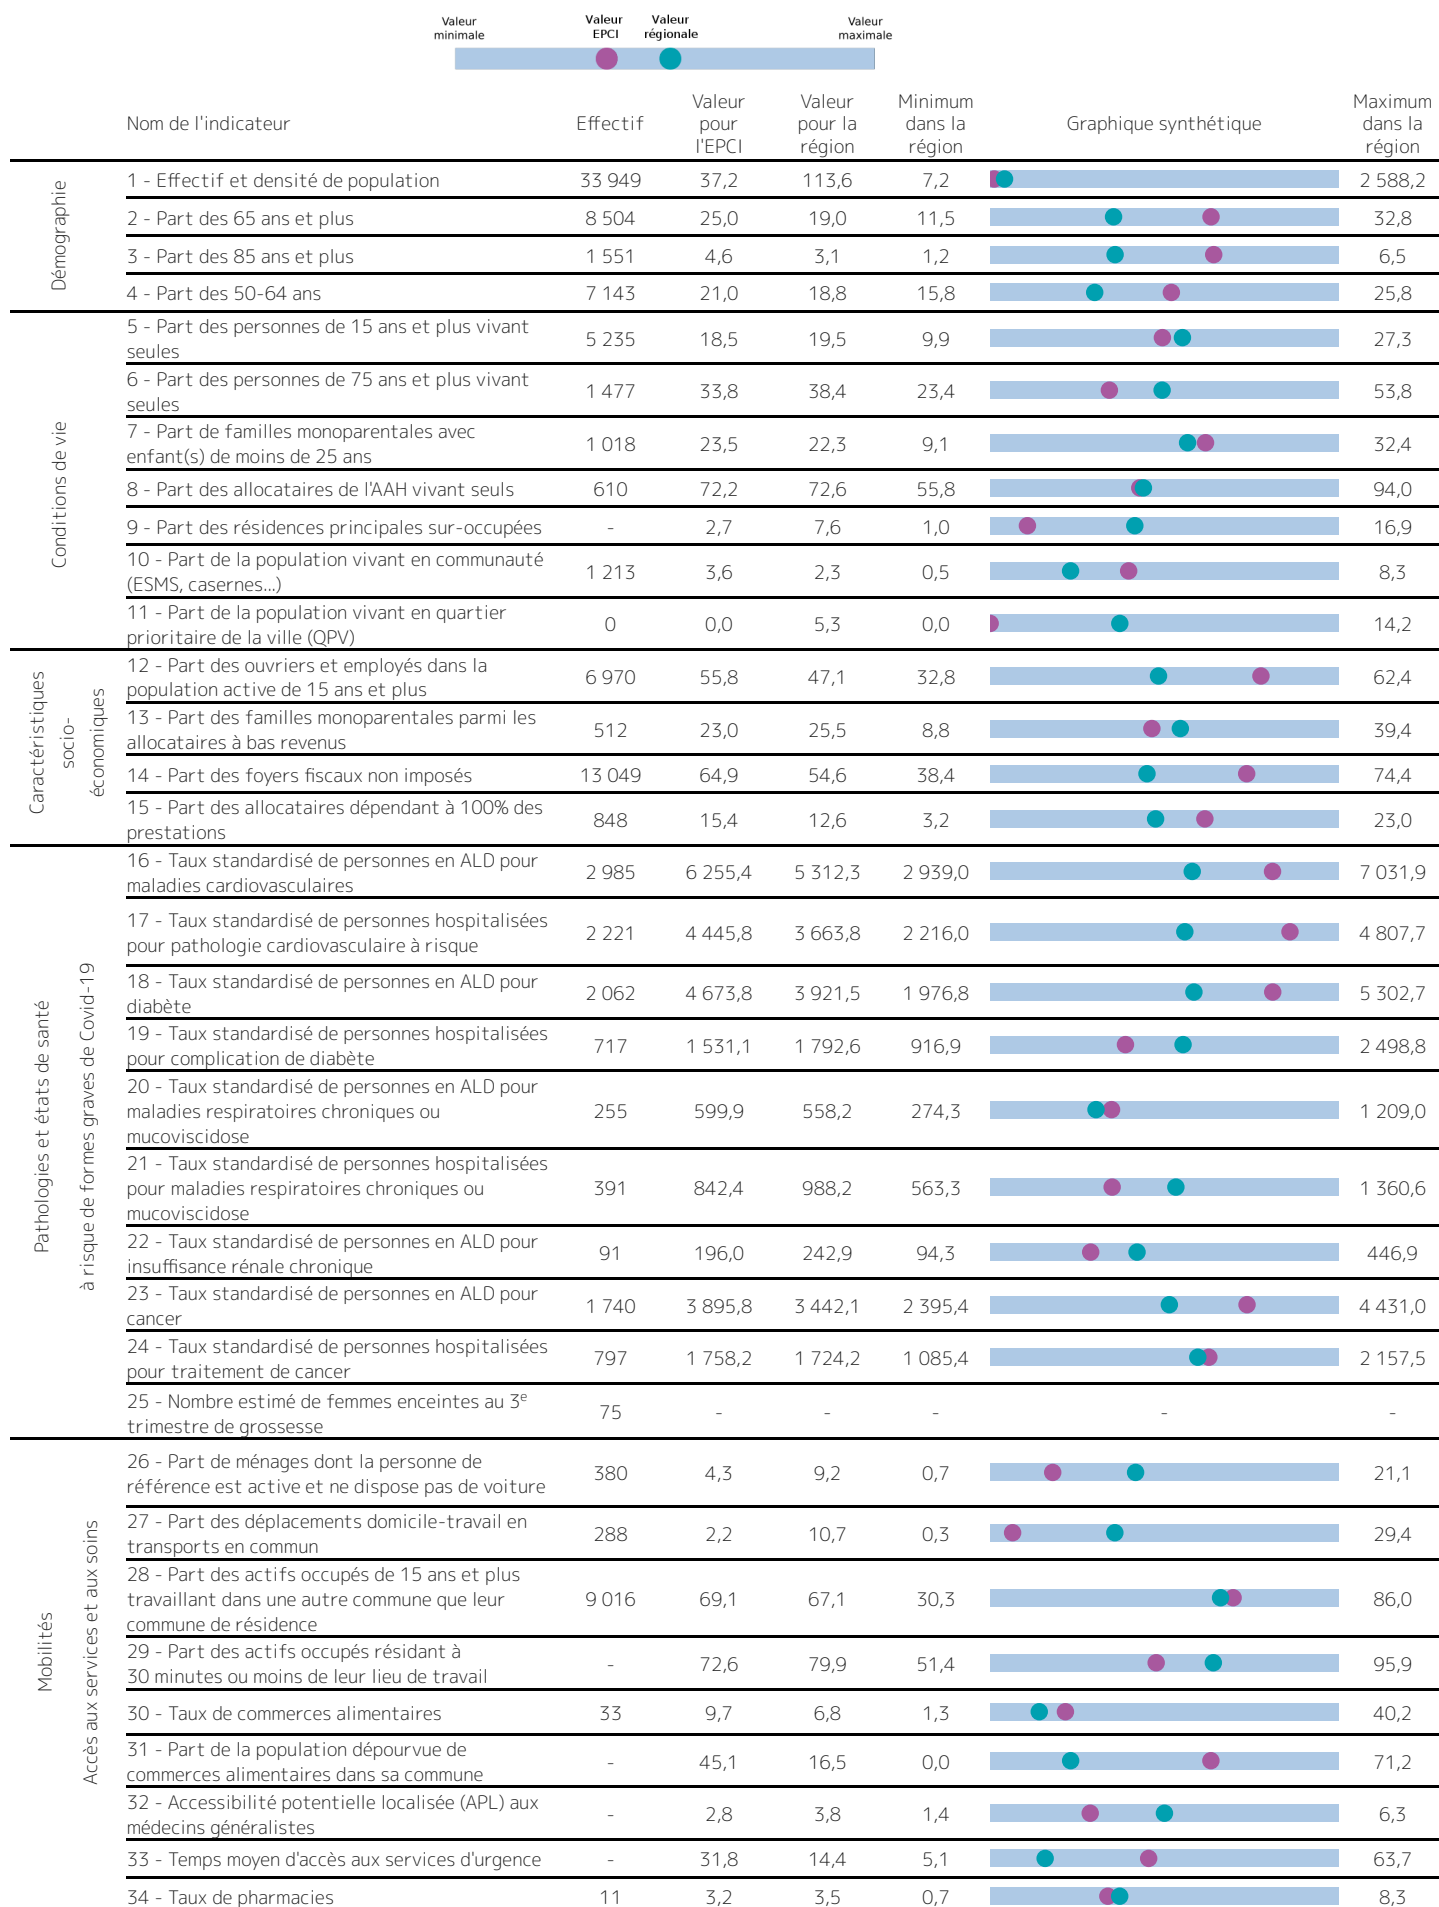 Valeur minimale
Valeur EPCI
Valeur régionale
Valeur maximale
Nom de l'indicateur Effectif Valeur pour l'EPCI Valeur pour la région Minimum dans la région Graphique synthétique Maximum dans la région
Démographie
1 - Effectif et densité de population 33 949 37,2 113,6 7,2 2 588,2
2 - Part des 65 ans et plus 8 504 25,0 19,0 11,5 32,8
3 - Part des 85 ans et plus 1 551 4,6 3,1 1,2 6,5
4 - Part des 50-64 ans 7 143 21,0 18,8 15,8 25,8
Conditions de vie
5 - Part des personnes de 15 ans et plus vivant
seules 5 235 18,5 19,5 9,9 27,3
6 - Part des personnes de 75 ans et plus vivant
seules 1 477 33,8 38,4 23,4 53,8
7 - Part de familles monoparentales avec
enfant(s) de moins de 25 ans 1 018 23,5 22,3 9,1 32,4
8 - Part des allocataires de l'AAH vivant seuls 610 72,2 72,6 55,8 94,0
9 - Part des résidences principales sur-occupées - 2,7 7,6 1,0 16,9
10 - Part de la population vivant en communauté
(ESMS, casernes...) 1 213 3,6 2,3 0,5 8,3
11 - Part de la population vivant en quartier
prioritaire de la ville (QPV) 0 0,0 5,3 0,0 14,2
Caractéristiques
socio-
économiques
12 - Part des ouvriers et employés dans la
population active de 15 ans et plus 6 970 55,8 47,1 32,8 62,4
13 - Part des familles monoparentales parmi les
allocataires à bas revenus 512 23,0 25,5 8,8 39,4
14 - Part des foyers fiscaux non imposés 13 049 64,9 54,6 38,4 74,4
15 - Part des allocataires dépendant à 100% des
prestations 848 15,4 12,6 3,2 23,0
Pathologies et états de santé
à risque de formes graves de Covid-19
16 - Taux standardisé de personnes en ALD pour
maladies cardiovasculaires 2 985 6 255,4 5 312,3 2 939,0 7 031,9
17 - Taux standardisé de personnes hospitalisées
pour pathologie cardiovasculaire à risque 2 221 4 445,8 3 663,8 2 216,0 4 807,7
18 - Taux standardisé de personnes en ALD pour
diabète 2 062 4 673,8 3 921,5 1 976,8 5 302,7
19 - Taux standardisé de personnes hospitalisées
pour complication de diabète 717 1 531,1 1 792,6 916,9 2 498,8
20 - Taux standardisé de personnes en ALD pour
maladies respiratoires chroniques ou
mucoviscidose 255 599,9 558,2 274,3 1 209,0
21 - Taux standardisé de personnes hospitalisées
pour maladies respiratoires chroniques ou
mucoviscidose 391 842,4 988,2 563,3 1 360,6
22 - Taux standardisé de personnes en ALD pour
insuffisance rénale chronique 91 196,0 242,9 94,3 446,9
23 - Taux standardisé de personnes en ALD pour
cancer 1 740 3 895,8 3 442,1 2 395,4 4 431,0
24 - Taux standardisé de personnes hospitalisées
pour traitement de cancer 797 1 758,2 1 724,2 1 085,4 2 157,5
25 - Nombre estimé de femmes enceintes au 3e
trimestre de grossesse 75 - - - - -
Mobilités
Accès aux services et aux soins
26 - Part de ménages dont la personne de
référence est active et ne dispose pas de voiture 380 4,3 9,2 0,7 21,1
27 - Part des déplacements domicile-travail en
transports en commun 288 2,2 10,7 0,3 29,4
28 - Part des actifs occupés de 15 ans et plus
travaillant dans une autre commune que leur
commune de résidence 9 016 69,1 67,1 30,3 86,0
29 - Part des actifs occupés résidant à
30 minutes ou moins de leur lieu de travail - 72,6 79,9 51,4 95,9
30 - Taux de commerces alimentaires 33 9,7 6,8 1,3 40,2
31 - Part de la population dépourvue de
commerces alimentaires dans sa commune - 45,1 16,5 0,0 71,2
32 - Accessibilité potentielle localisée (APL) aux
médecins généralistes - 2,8 3,8 1,4 6,3
33 - Temps moyen d'accès aux services d'urgence - 31,8 14,4 5,1 63,7
34 - Taux de pharmacies 11 3,2 3,5 0,7 8,3